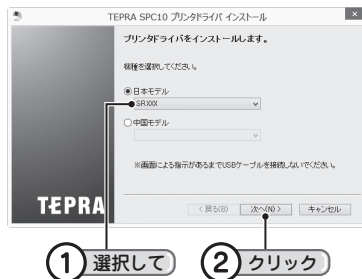 TEPRA SPC10 プリンタドライバ インストール
プリンタドライバをインストールします。
機種を選択してください。
日本モデル
SRXXX
中国モデル
※画面による指示があるまでUSBケーブルを接続しないでください。
TEPRA
< 戻る(B) 次へ(N) > キャンセル
1 選択して 2 クリック